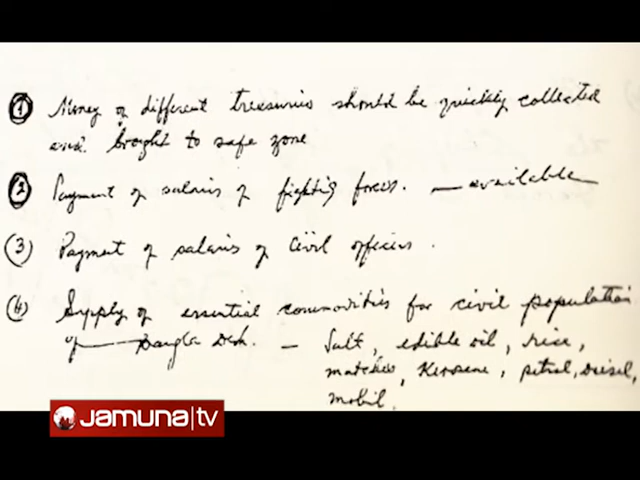 ① Money of different treasuries should be quickly collected
and brought to safe zone
② Payment of salaris of fighting forces. — available
③ Payment of salaris of Civil officers.
④ Supply of essential commodities for civil population
of — Bangla Desh. — Salt, edible oil, rice,
matches, Kerosene, petrol, Diesel,
mobil.
JAMUNA|tv